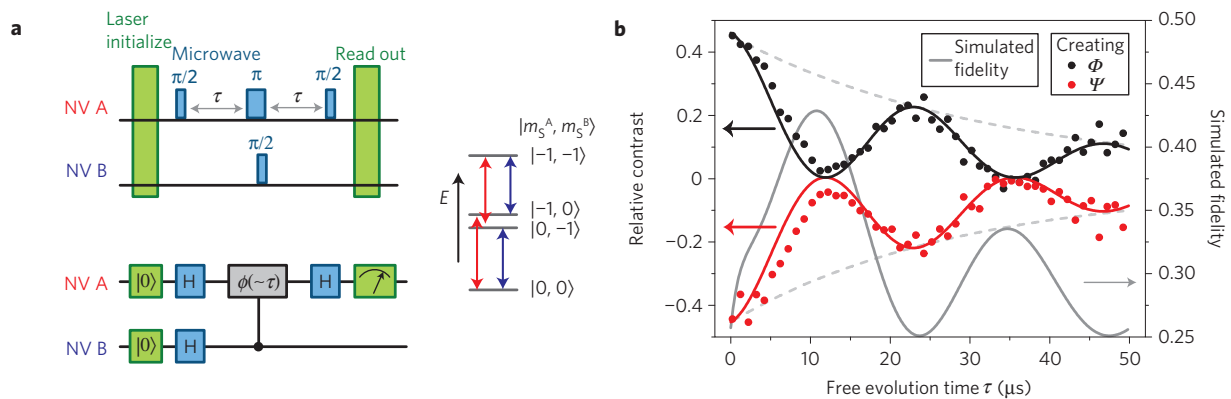 a
Laser
initialize
Microwave
Read out
π/2
π
π/2
τ
τ
NV A
π/2
NV B
|m_S^A, m_S^B⟩
|−1, −1⟩
E
|−1, 0⟩
|0, −1⟩
|0, 0⟩
NV A
|0⟩
H
ϕ(~τ)
H
NV B
|0⟩
H
b
Relative contrast
0.4
0.2
0
−0.2
−0.4
Simulated
fidelity
Creating
Φ
Ψ
0.50
0.45
0.40
0.35
0.30
0.25
Simulated fidelity
0
10
20
30
40
50
Free evolution time τ (μs)